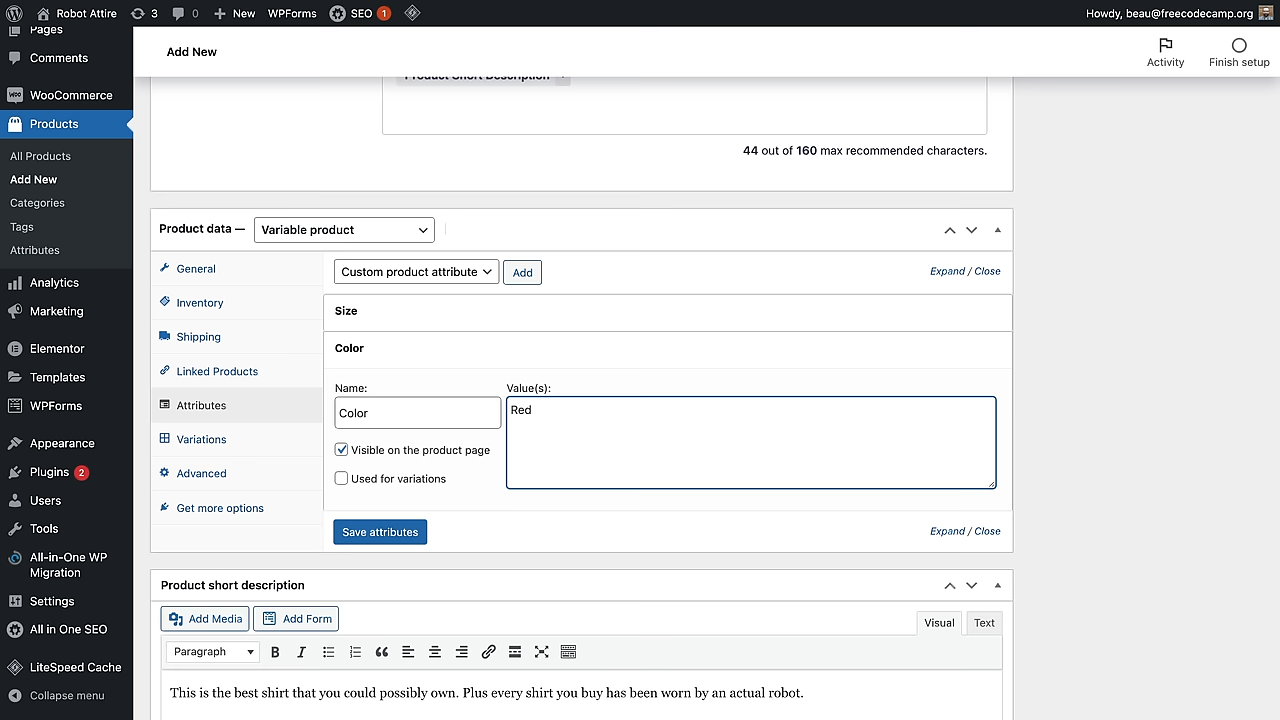 Robot Attire 3 0 New WPForms SEO 1 Howdy, beau@freecodecamp.org
Pages
Comments
WooCommerce
Products
All Products
Add New
Categories
Tags
Attributes
Analytics
Marketing
Elementor
Templates
WPForms
Appearance
Plugins 2
Users
Tools
All-in-One WP
Migration
Settings
All in One SEO
LiteSpeed Cache
Collapse menu
Add New
Activity
Finish setup
Product Short Description
44 out of 160 max recommended characters.
Product data — Variable product
General
Inventory
Shipping
Linked Products
Attributes
Variations
Advanced
Get more options
Custom product attribute Add Expand / Close
Size
Color
Name: Value(s):
Color Red
Visible on the product page
Used for variations
Save attributes Expand / Close
Product short description
Add Media Add Form Visual Text
Paragraph B I
This is the best shirt that you could possibly own. Plus every shirt you buy has been worn by an actual robot.